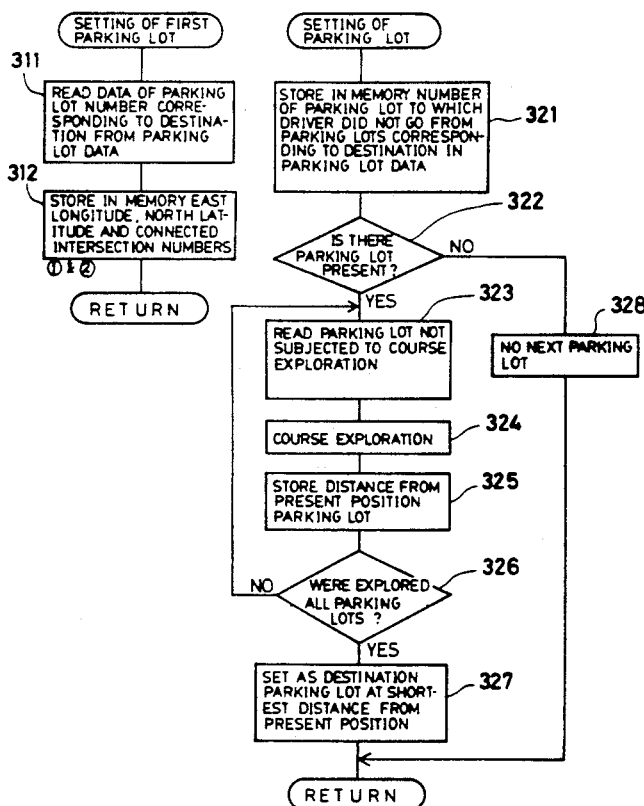 SETTING OF FIRST
PARKING LOT
311
READ DATA OF PARKING
LOT NUMBER CORRE-
SPONDING TO DESTINA-
TION FROM PARKING
LOT DATA
312
STORE IN MEMORY EAST
LONGITUDE, NORTH LAT-
ITUDE AND CONNECTED
INTERSECTION NUMBERS
① & ②
RETURN
SETTING OF
PARKING LOT
STORE IN MEMORY NUMBER
OF PARKING LOT TO WHICH
DRIVER DID NOT GO FROM
PARKING LOTS CORRESPON-
DING TO DESTINATION IN
PARKING LOT DATA
321
322
IS THERE
PARKING LOT
PRESENT?
NO
YES
323
READ PARKING LOT NOT
SUBJECTED TO COURSE
EXPLORATION
328
NO NEXT PARKING
LOT
324
COURSE EXPLORATION
325
STORE DISTANCE FROM
PRESENT POSITION
PARKING LOT
326
NO
WERE EXPLORED
ALL PARKING
LOTS ?
YES
327
SET AS DESTINATION
PARKING LOT AT SHORT-
EST DISTANCE FROM
PRESENT POSITION
RETURN